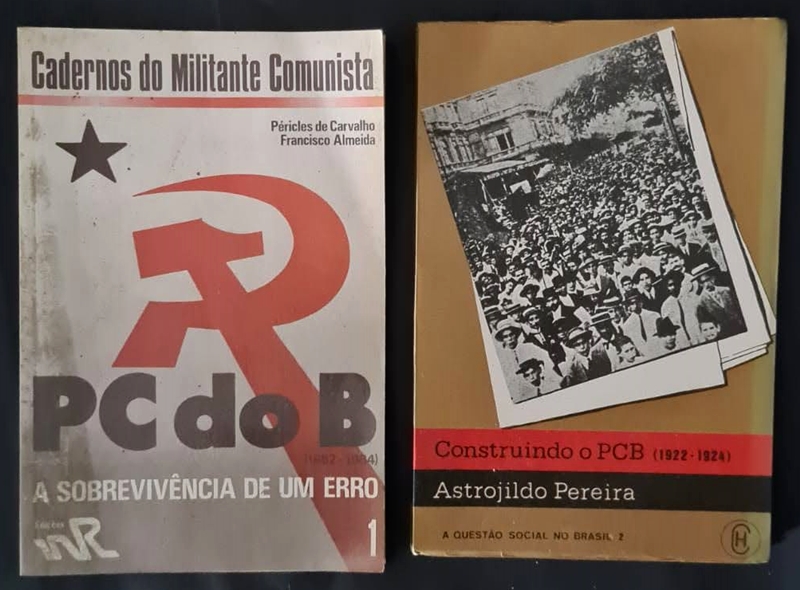 Cadernos do Militante Comunista
Péricles de Carvalho
Francisco Almeida
PC do B
A SOBREVIVÊNCIA DE UM ERRO
1
Construindo o PCB (1922-1924)
Astrojildo Pereira
A QUESTÃO SOCIAL NO BRASIL 2